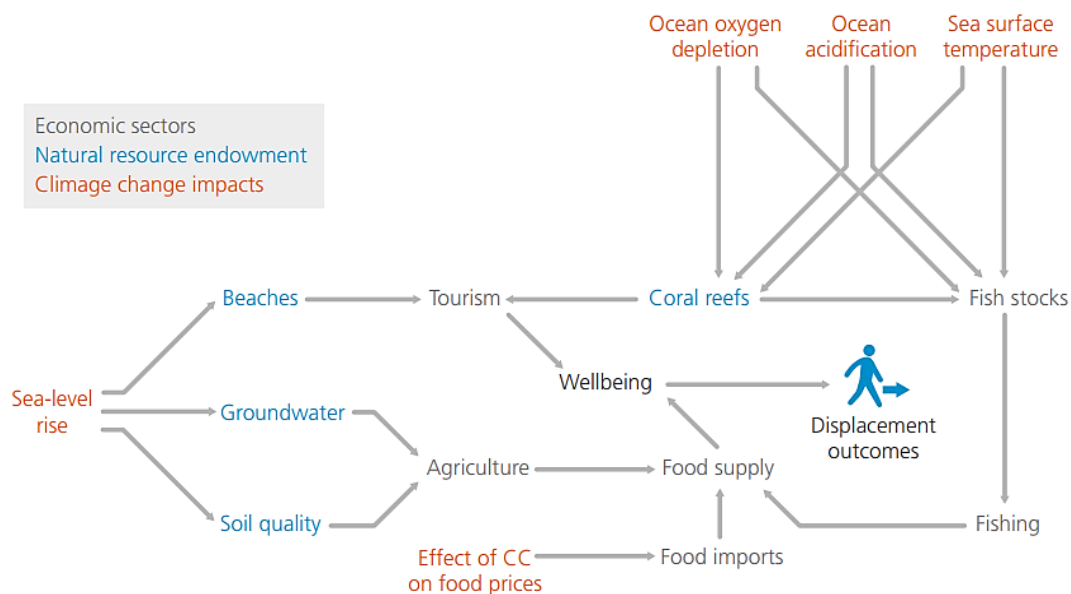 Ocean oxygen
depletion
Ocean
acidification
Sea surface
temperature
Economic sectors
Natural resource endowment
Climage change impacts
Beaches
Tourism
Coral reefs
Fish stocks
Wellbeing
Sea-level
rise
Groundwater
Displacement
outcomes
Agriculture
Food supply
Soil quality
Fishing
Effect of CC
on food prices
Food imports